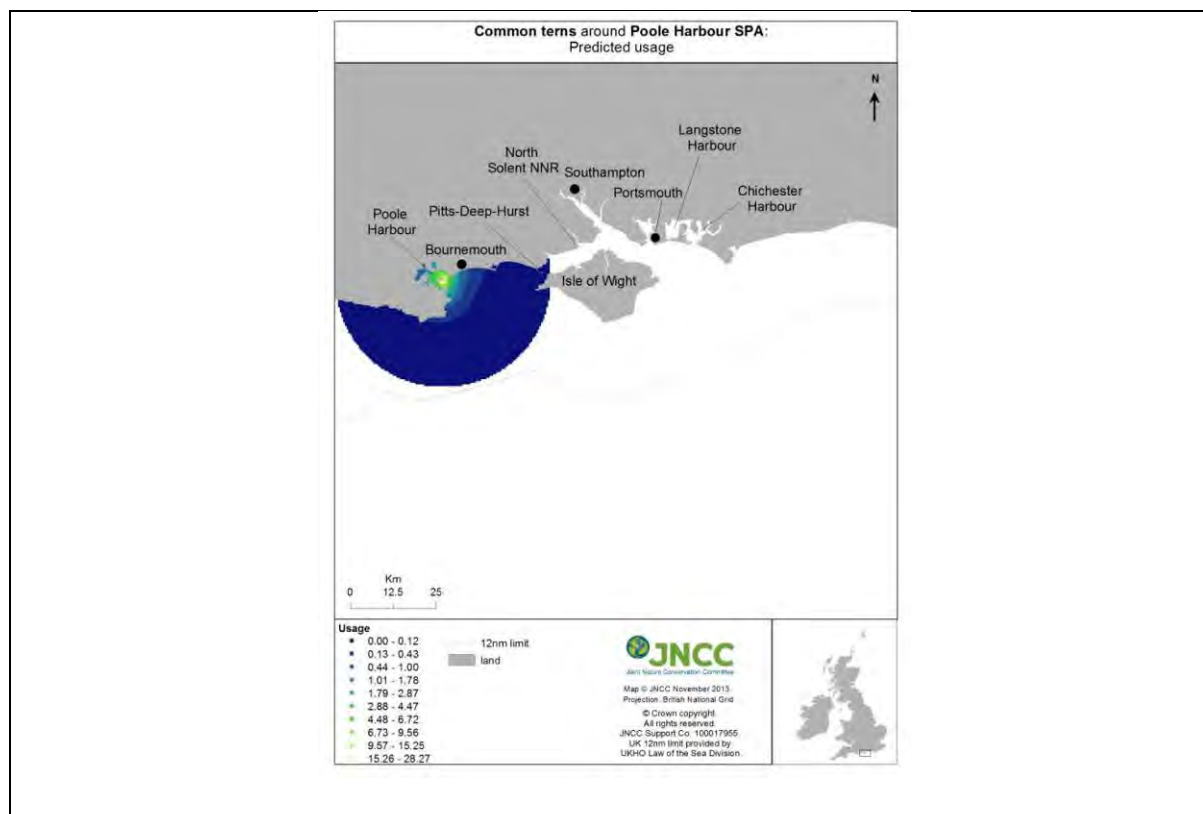 Common terns around Poole Harbour SPA:
Predicted usage
N
Langstone
Harbour
North
Solent NNR
Southampton
Portsmouth
Chichester
Harbour
Poole
Harbour
Pitts-Deep-Hurst
Bournemouth
Isle of Wight
Km
0 12.5 25
Usage
0.00 - 0.12
0.13 - 0.43
0.44 - 1.00
1.01 - 1.78
1.79 - 2.87
2.88 - 4.47
4.48 - 6.72
6.73 - 9.56
9.57 - 15.25
15.26 - 28.27
12nm limit
land
JNCC
Joint Nature Conservation Committee
Map © JNCC November 2013.
Projection: British National Grid
© Crown copyright.
All rights reserved.
JNCC Support Co. 100017955.
UK 12nm limit provided by
UKHO Law of the Sea Division.